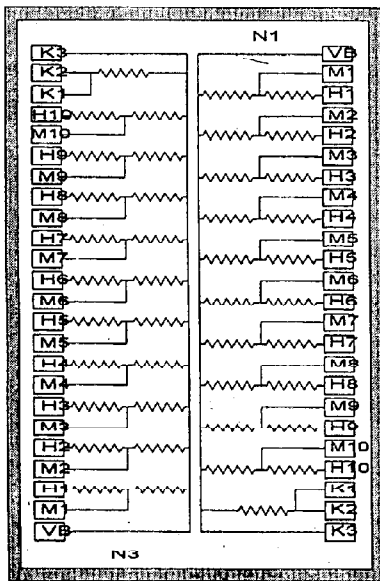 N1
K3 VB
K2 M1
K1 H1
H10 M2
M10 H2
H9 M3
M9 H3
H8 M4
M8 H4
H7 M5
M7 H5
H6 M6
M6 H6
H5 M7
M5 H7
H4 M8
M4 H8
H3 M9
M3 H9
H2 M10
M2 H10
H1 K1
M1 K2
VB K3
N3